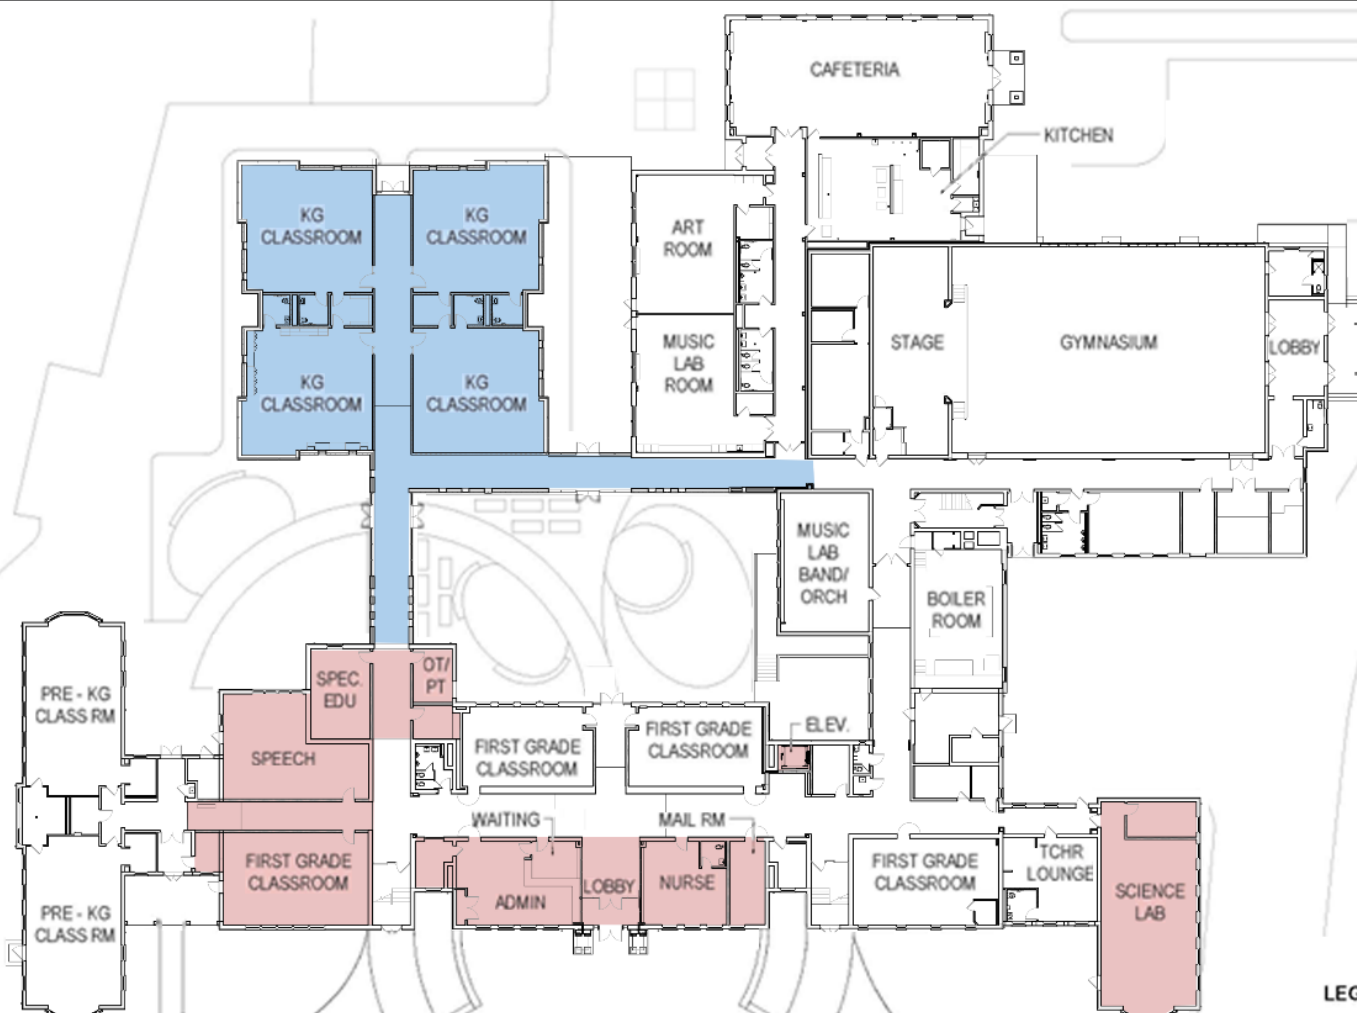 CAFETERIA
KITCHEN
KG
CLASSROOM
KG
CLASSROOM
ART
ROOM
MUSIC
LAB
ROOM
STAGE
GYMNASIUM
LOBBY
KG
CLASSROOM
KG
CLASSROOM
MUSIC
LAB
BAND/
ORCH
BOILER
ROOM
PRE - KG
CLASS RM
SPEC.
EDU
OT/
PT
SPEECH
FIRST GRADE
CLASSROOM
FIRST GRADE
CLASSROOM
ELEV.
WAITING
MAIL RM
FIRST GRADE
CLASSROOM
ADMIN
LOBBY
NURSE
FIRST GRADE
CLASSROOM
TCHR
LOUNGE
SCIENCE
LAB
PRE - KG
CLASS RM
LEG